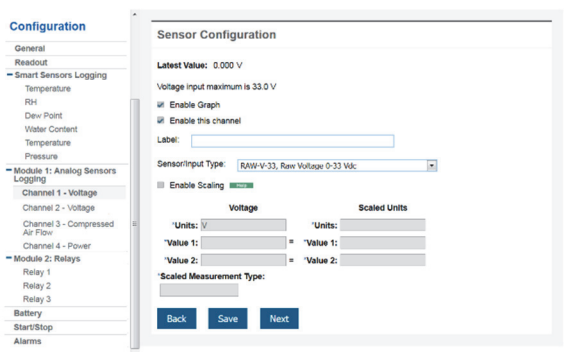 Configuration
General
Readout
Smart Sensors Logging
Temperature
RH
Dew Point
Water Content
Temperature
Pressure
Module 1: Analog Sensors
Logging
Channel 1 - Voltage
Channel 2 - Voltage
Channel 3 - Compressed
Air Flow
Channel 4 - Power
Module 2: Relays
Relay 1
Relay 2
Relay 3
Battery
Start/Stop
Alarms
Sensor Configuration
Latest Value: 0.000 V
Voltage input maximum is 33.0 V
Enable Graph
Enable this channel
Label:
Sensor/Input Type: RAW-V-33, Raw Voltage 0-33 Vdc
Enable Scaling
Voltage Scaled Units
*Units: V *Units:
*Value 1: = *Value 1:
*Value 2: = *Value 2:
*Scaled Measurement Type:
Back Save Next